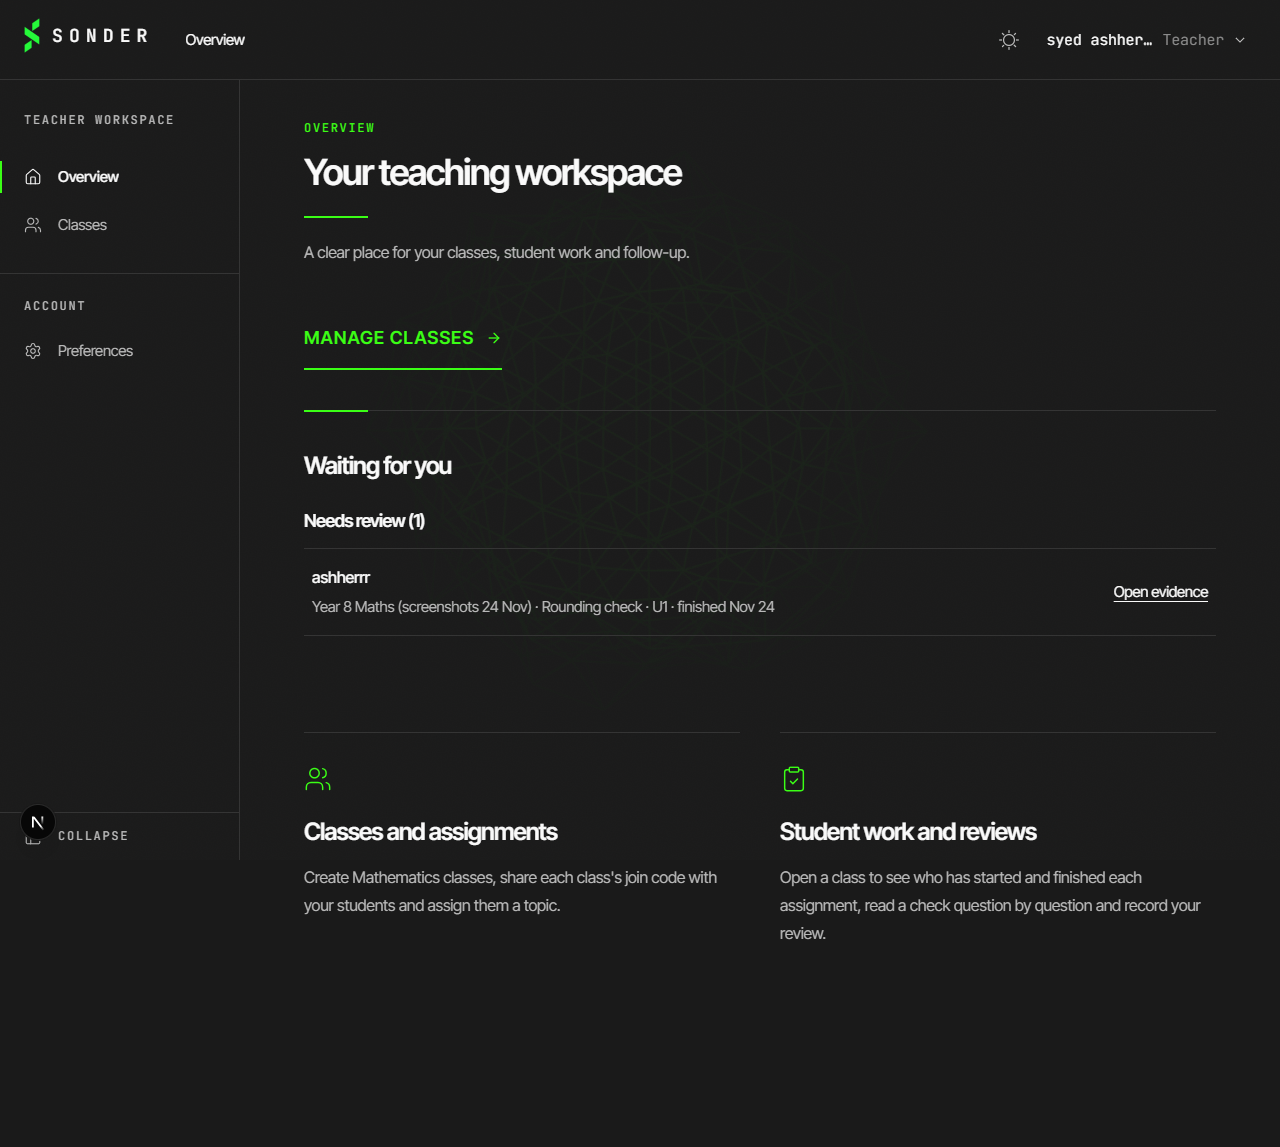 SONDER
Overview
syed ashher… Teacher
TEACHER WORKSPACE
Overview
Classes
ACCOUNT
Preferences
N
COLLAPSE
OVERVIEW
Your teaching workspace
A clear place for your classes, student work and follow-up.
MANAGE CLASSES →
Waiting for you
Needs review (1)
ashherrr
Year 8 Maths (screenshots 24 Nov) · Rounding check · U1 · finished Nov 24
Open evidence
Classes and assignments
Create Mathematics classes, share each class's join code with
your students and assign them a topic.
Student work and reviews
Open a class to see who has started and finished each
assignment, read a check question by question and record your
review.